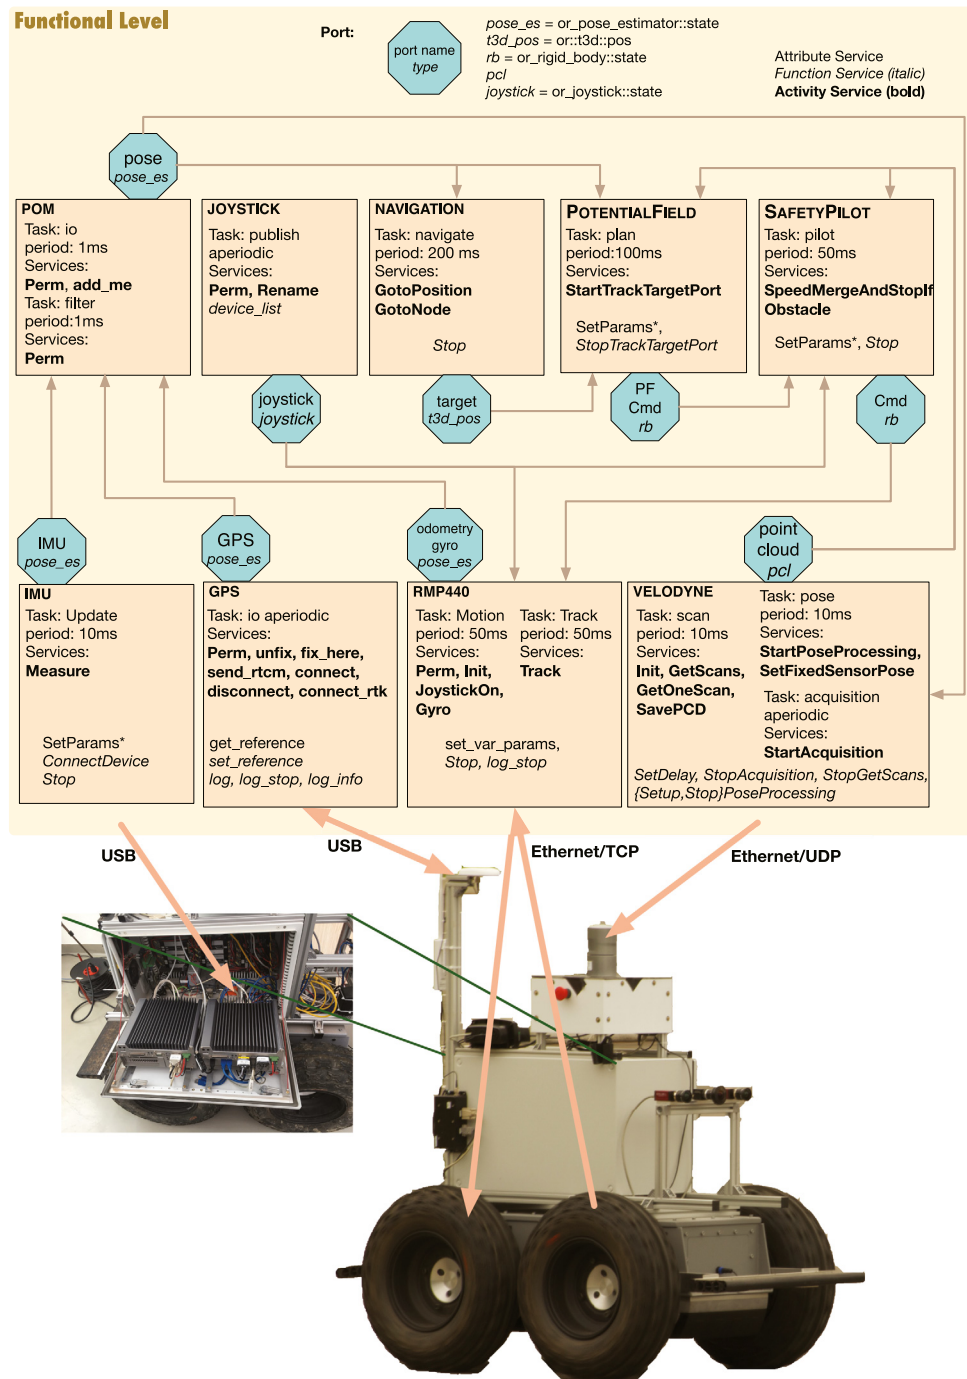 Functional Level
Port:
port name
type
pose_es = or_pose_estimator::state
t3d_pos = or::t3d::pos
rb = or_rigid_body::state
pcl
joystick = or_joystick::state
Attribute Service
Function Service (italic)
Activity Service (bold)
pose
pose_es
POM
Task: io
period: 1ms
Services:
Perm, add_me
Task: filter
period:1ms
Services:
Perm
JOYSTICK
Task: publish
aperiodic
Services:
Perm, Rename
device_list
NAVIGATION
Task: navigate
period: 200 ms
Services:
GotoPosition
GotoNode
Stop
POTENTIALFIELD
Task: plan
period:100ms
Services:
StartTrackTargetPort
SetParams*,
StopTrackTargetPort
SAFETYPILOT
Task: pilot
period: 50ms
Services:
SpeedMergeAndStopIf
Obstacle
SetParams*, Stop
joystick
joystick
target
t3d_pos
PF
Cmd
rb
Cmd
rb
IMU
pose_es
GPS
pose_es
odometry
gyro
pose_es
point
cloud
pcl
IMU
Task: Update
period: 10ms
Services:
Measure
SetParams*
ConnectDevice
Stop
GPS
Task: io aperiodic
Services:
Perm, unfix, fix_here,
send_rtcm, connect,
disconnect, connect_rtk
get_reference
set_reference
log, log_stop, log_info
RMP440
Task: Motion
period: 50ms
Services:
Perm, Init,
JoystickOn,
Gyro
Task: Track
period: 50ms
Services:
Track
set_var_params,
Stop, log_stop
VELODYNE
Task: scan
period: 10ms
Services:
Init, GetScans,
GetOneScan,
SavePCD
Task: pose
period: 10ms
Services:
StartPoseProcessing,
SetFixedSensorPose
Task: acquisition
aperiodic
Services:
StartAcquisition
SetDelay, StopAcquisition, StopGetScans,
{Setup,Stop}PoseProcessing
USB
USB
Ethernet/TCP
Ethernet/UDP